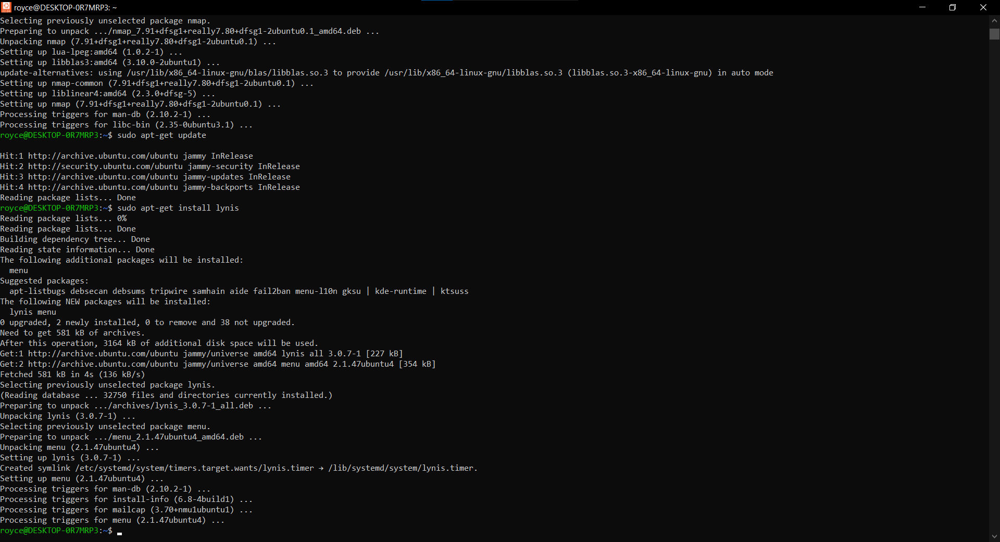 royce@DESKTOP-0R7MRP3: ~
Selecting previously unselected package nmap.
Preparing to unpack .../nmap_7.91+dfsg1+really7.80+dfsg1-2ubuntu0.1_amd64.deb ...
Unpacking nmap (7.91+dfsg1+really7.80+dfsg1-2ubuntu0.1) ...
Setting up lua-lpeg:amd64 (1.0.2-1) ...
Setting up libblas3:amd64 (3.10.0-2ubuntu1) ...
update-alternatives: using /usr/lib/x86_64-linux-gnu/blas/libblas.so.3 to provide /usr/lib/x86_64-linux-gnu/libblas.so.3 (libblas.so.3-x86_64-linux-gnu) in auto mode
Setting up nmap-common (7.91+dfsg1+really7.80+dfsg1-2ubuntu0.1) ...
Setting up liblinear4:amd64 (2.3.0+dfsg-5) ...
Setting up nmap (7.91+dfsg1+really7.80+dfsg1-2ubuntu0.1) ...
Processing triggers for man-db (2.10.2-1) ...
Processing triggers for libc-bin (2.35-0ubuntu3.1) ...
royce@DESKTOP-0R7MRP3:~$ sudo apt-get update
Hit:1 http://archive.ubuntu.com/ubuntu jammy InRelease
Hit:2 http://security.ubuntu.com/ubuntu jammy-security InRelease
Hit:3 http://archive.ubuntu.com/ubuntu jammy-updates InRelease
Hit:4 http://archive.ubuntu.com/ubuntu jammy-backports InRelease
Reading package lists... Done
royce@DESKTOP-0R7MRP3:~$ sudo apt-get install lynis
Reading package lists... 0%
Reading package lists... Done
Building dependency tree... Done
Reading state information... Done
The following additional packages will be installed:
  menu
Suggested packages:
  apt-listbugs debsecan debsums tripwire samhain aide fail2ban menu-l10n gksu | kde-runtime | ktsuss
The following NEW packages will be installed:
  lynis menu
0 upgraded, 2 newly installed, 0 to remove and 38 not upgraded.
Need to get 581 kB of archives.
After this operation, 3164 kB of additional disk space will be used.
Get:1 http://archive.ubuntu.com/ubuntu jammy/universe amd64 lynis all 3.0.7-1 [227 kB]
Get:2 http://archive.ubuntu.com/ubuntu jammy/universe amd64 menu amd64 2.1.47ubuntu4 [354 kB]
Fetched 581 kB in 4s (136 kB/s)
Selecting previously unselected package lynis.
(Reading database ... 32750 files and directories currently installed.)
Preparing to unpack .../archives/lynis_3.0.7-1_all.deb ...
Unpacking lynis (3.0.7-1) ...
Selecting previously unselected package menu.
Preparing to unpack .../menu_2.1.47ubuntu4_amd64.deb ...
Unpacking menu (2.1.47ubuntu4) ...
Setting up lynis (3.0.7-1) ...
Created symlink /etc/systemd/system/timers.target.wants/lynis.timer → /lib/systemd/system/lynis.timer.
Setting up menu (2.1.47ubuntu4) ...
Processing triggers for man-db (2.10.2-1) ...
Processing triggers for install-info (6.8-4build1) ...
Processing triggers for mailcap (3.70+nmu1ubuntu1) ...
Processing triggers for menu (2.1.47ubuntu4) ...
royce@DESKTOP-0R7MRP3:~$